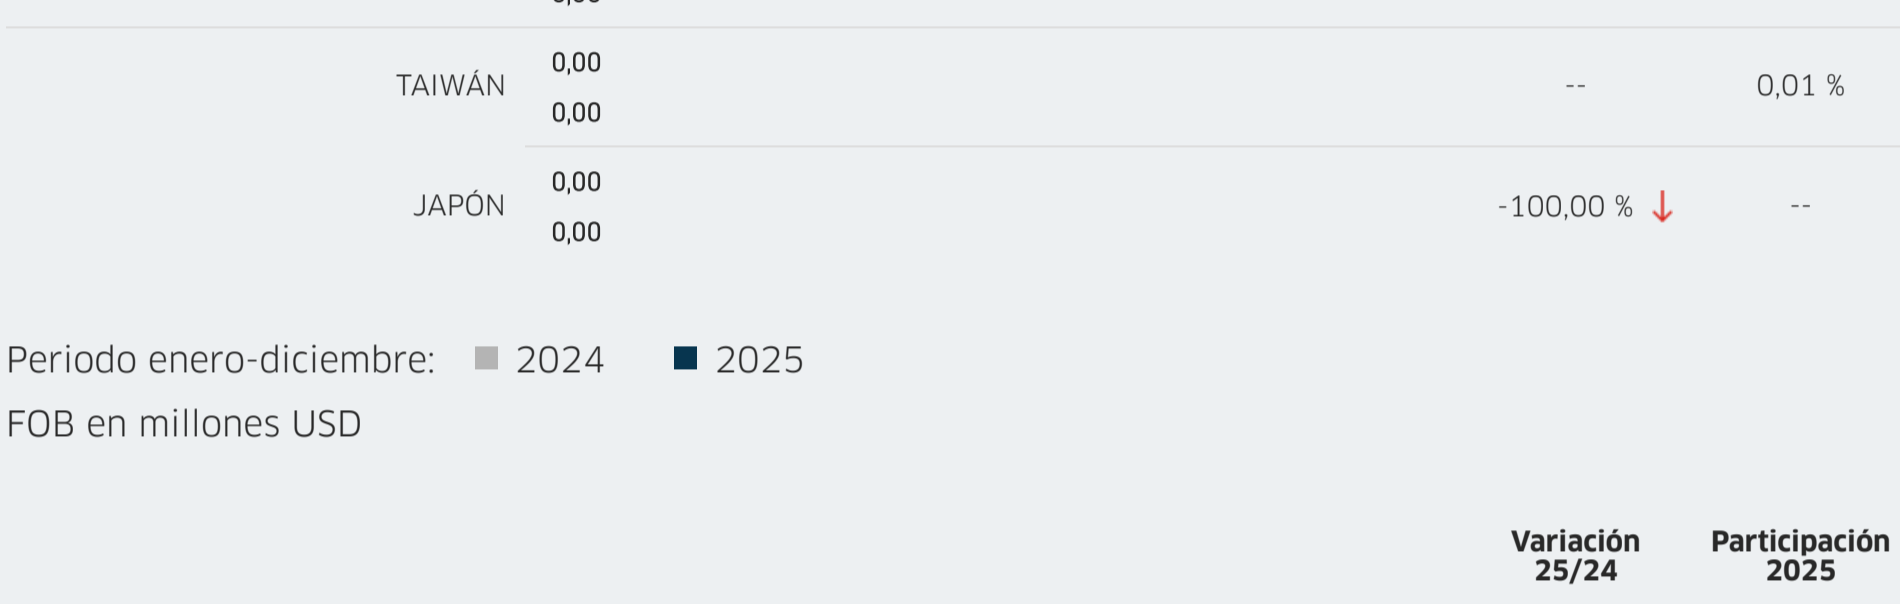 TAIWÁN 0,00 0,00 -- 0,01 %
JAPÓN 0,00 0,00 -100,00 % ↓ --
Periodo enero-diciembre: 2024 2025
FOB en millones USD
Variación 25/24
Participación 2025